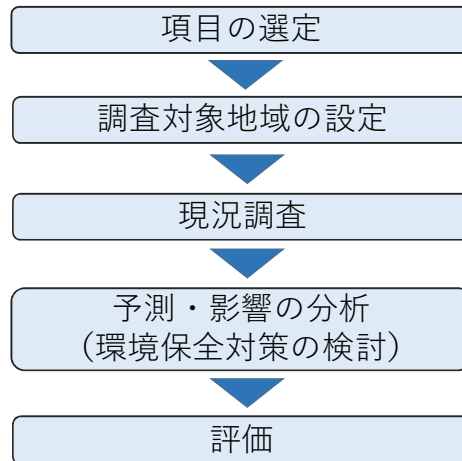 項目の選定
調査対象地域の設定
現況調査
予測・影響の分析
（環境保全対策の検討）
評価